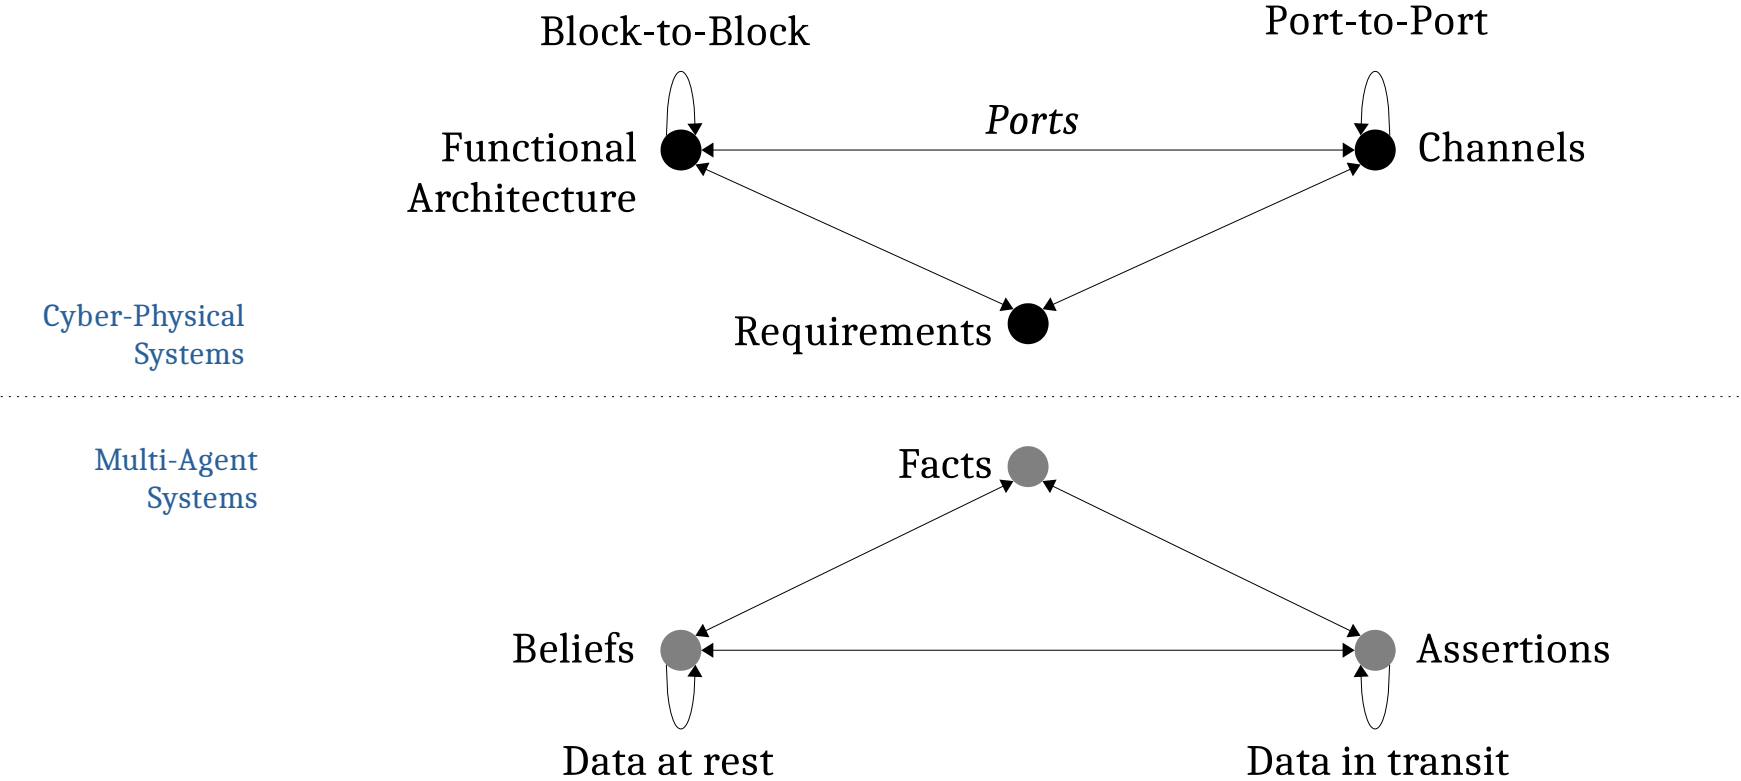 Block-to-Block
Port-to-Port
Ports
Functional
Architecture
Channels
Requirements
Cyber-Physical
Systems
Multi-Agent
Systems
Facts
Beliefs
Assertions
Data at rest
Data in transit